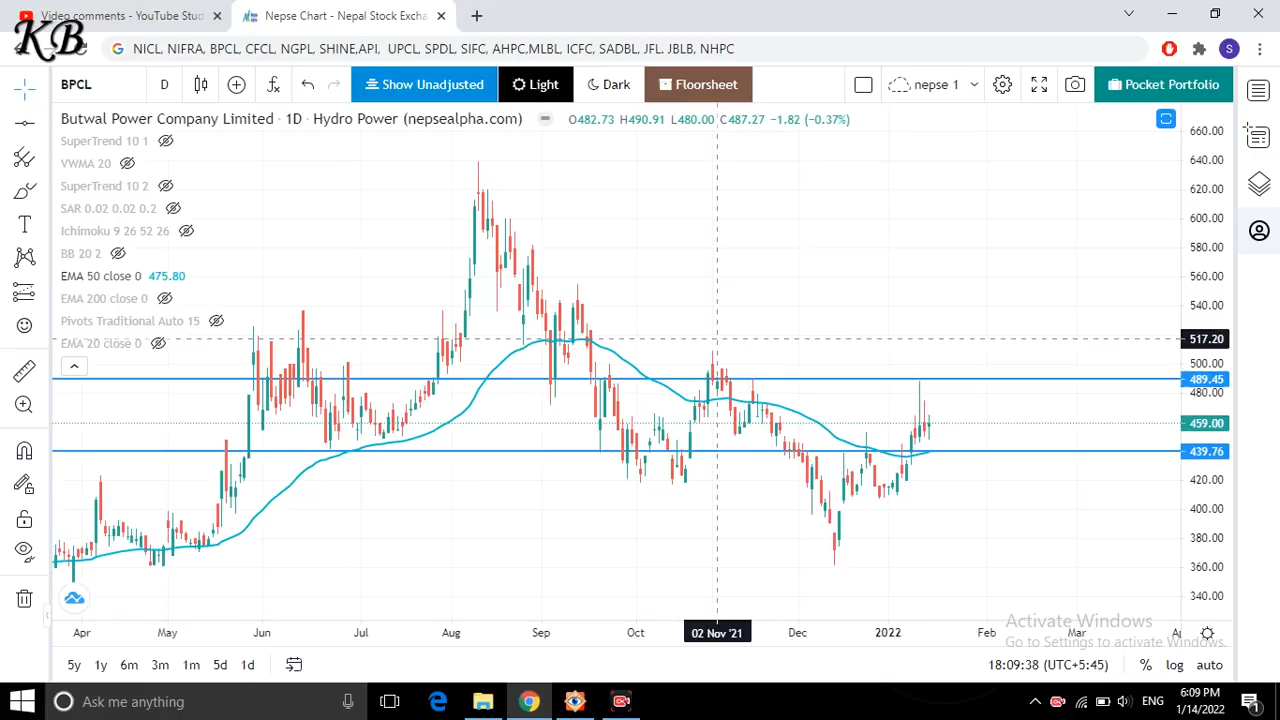 Video comments - YouTube Stud
Nepse Chart - Nepal Stock Excha
KB
NICL, NIFRA, BPCL, CFCL, NGPL, SHINE,API, UPCL, SPDL, SIFC, AHPC,MLBL, ICFC, SADBL, JFL, JBLB, NHPC
S
BPCL D Show Unadjusted Light Dark Floorsheet nepse 1 Pocket Portfolio
Butwal Power Company Limited · 1D · Hydro Power (nepsealpha.com) O482.73 H490.91 L480.00 C487.27 -1.82 (-0.37%)
SuperTrend 10 1
VWMA 20
SuperTrend 10 2
SAR 0.02 0.02 0.2
Ichimoku 9 26 52 26
BB 20 2
EMA 50 close 0 475.80
EMA 200 close 0
Pivots Traditional Auto 15
EMA 20 close 0
660.00
640.00
620.00
600.00
580.00
560.00
540.00
517.20
500.00
489.45
480.00
459.00
439.76
420.00
400.00
380.00
360.00
340.00
Apr May Jun Jul Aug Sep Oct 02 Nov '21 Dec 2022 Feb Mar
Activate Windows
Go to Settings to activate Windows.
5y 1y 6m 3m 1m 5d 1d
18:09:38 (UTC+5:45) % log auto
Ask me anything
ENG
6:09 PM
1/14/2022
1